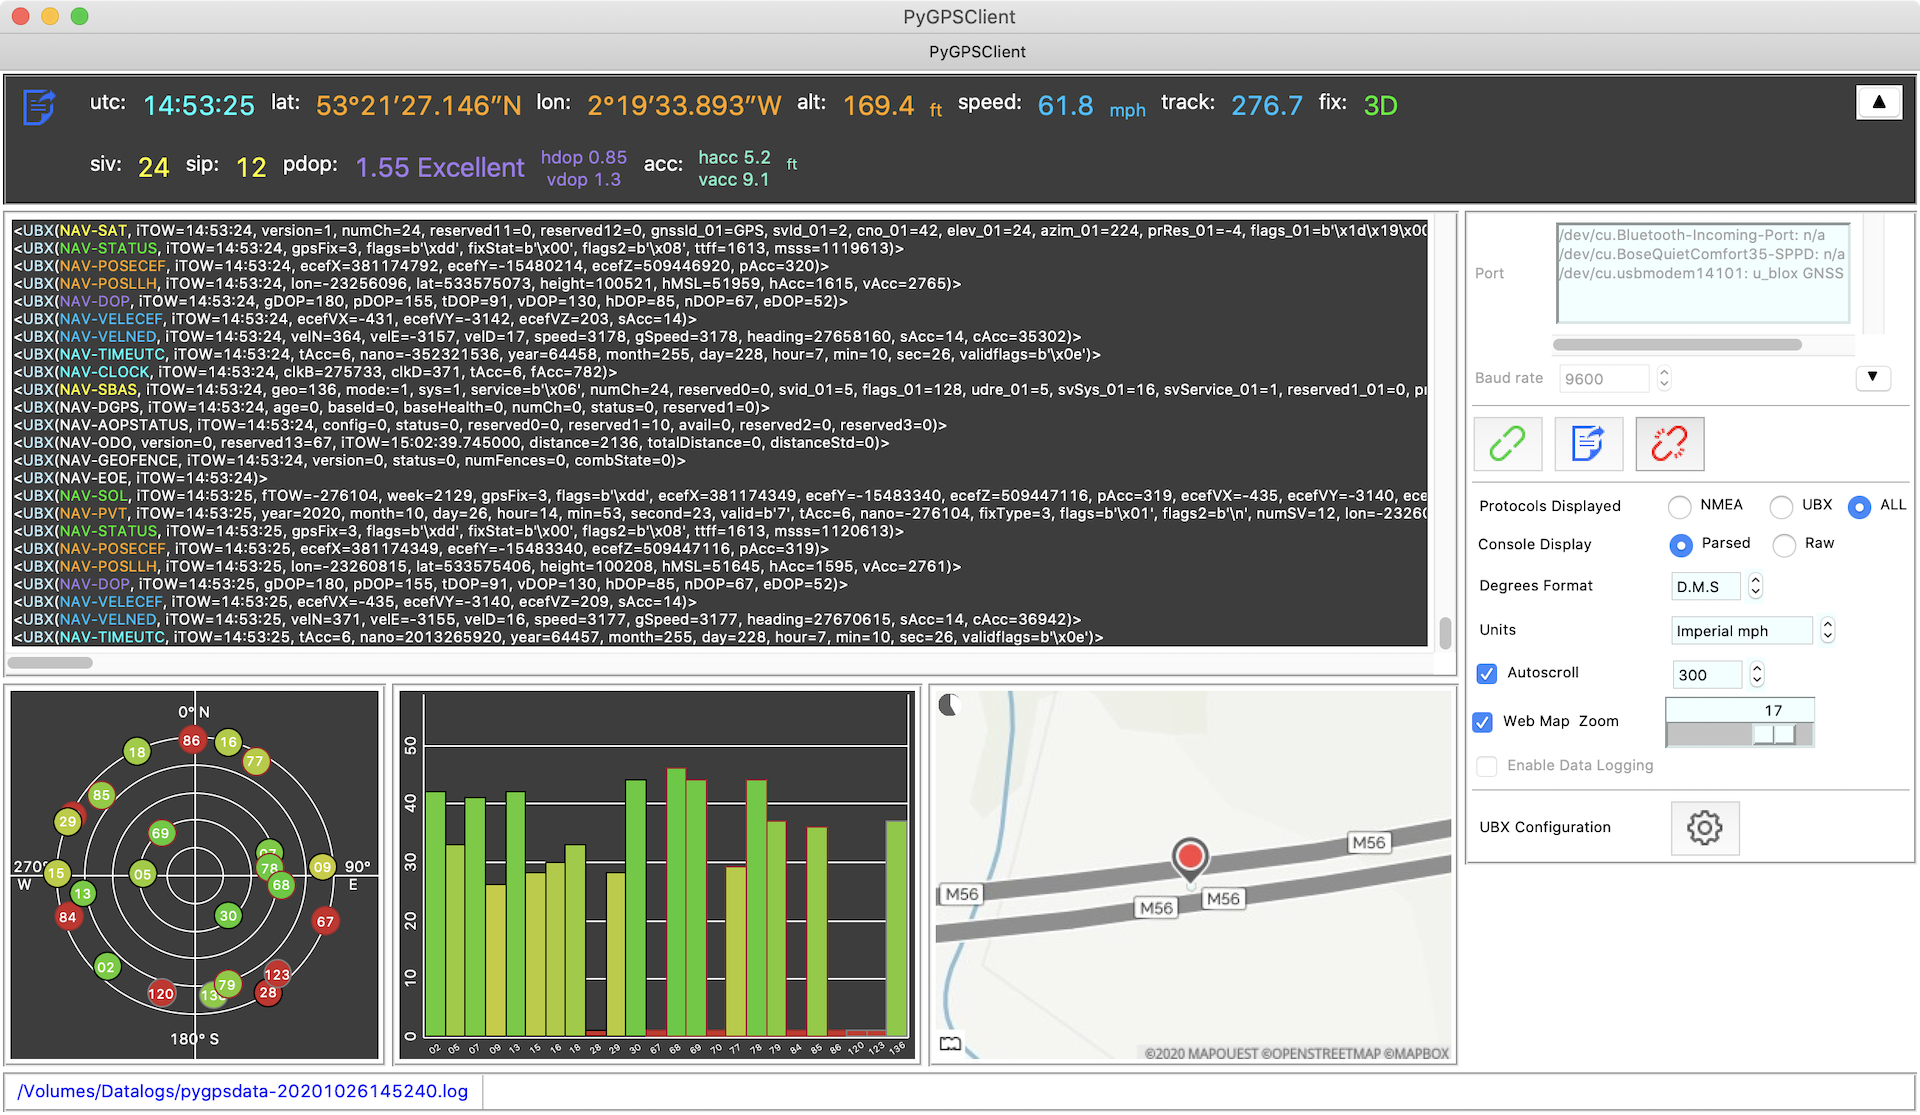 PyGPSClient
PyGPSClient
utc: 14:53:25 lat: 53°21′27.146″N lon: 2°19′33.893″W alt: 169.4 ft speed: 61.8 mph track: 276.7 fix: 3D
siv: 24 sip: 12 pdop: 1.55 Excellent hdop 0.85 acc: hacc 5.2 ft
vdop 1.3 vacc 9.1
<UBX(NAV-SAT, iTOW=14:53:24, version=1, numCh=24, reserved11=0, reserved12=0, gnssId_01=GPS, svId_01=2, cno_01=42, elev_01=24, azim_01=224, prRes_01=-4, flags_01=b'\x1d\x19\x00
<UBX(NAV-STATUS, iTOW=14:53:24, gpsFix=3, flags=b'\xdd', fixStat=b'\x00', flags2=b'\x08', ttff=1613, msss=1119613)>
<UBX(NAV-POSECEF, iTOW=14:53:24, ecefX=381174792, ecefY=-15480214, ecefZ=509446920, pAcc=320)>
<UBX(NAV-POSLLH, iTOW=14:53:24, lon=-23256096, lat=533575073, height=100521, hMSL=51959, hAcc=1615, vAcc=2765)>
<UBX(NAV-DOP, iTOW=14:53:24, gDOP=180, pDOP=155, tDOP=91, vDOP=130, hDOP=85, nDOP=67, eDOP=52)>
<UBX(NAV-VELECEF, iTOW=14:53:24, ecefVX=-431, ecefVY=-3142, ecefVZ=203, sAcc=14)>
<UBX(NAV-VELNED, iTOW=14:53:24, velN=364, velE=-3157, velD=17, speed=3178, gSpeed=3178, heading=27658160, sAcc=14, cAcc=35302)>
<UBX(NAV-TIMEUTC, iTOW=14:53:24, tAcc=6, nano=-352321536, year=64458, month=255, day=228, hour=7, min=10, sec=26, validflags=b'\x0e')>
<UBX(NAV-CLOCK, iTOW=14:53:24, clkB=275733, clkD=371, tAcc=6, fAcc=782)>
<UBX(NAV-SBAS, iTOW=14:53:24, geo=136, mode:=1, sys=1, service=b'\x06', numCh=24, reserved0=0, svid_01=5, flags_01=128, udre_01=5, svSys_01=16, svService_01=1, reserved1_01=0, p
<UBX(NAV-DGPS, iTOW=14:53:24, age=0, baseId=0, baseHealth=0, numCh=0, status=0, reserved1=0)>
<UBX(NAV-AOPSTATUS, iTOW=14:53:24, config=0, status=0, reserved0=0, reserved1=10, avail=0, reserved2=0, reserved3=0)>
<UBX(NAV-ODO, version=0, reserved13=67, iTOW=15:02:39.745000, distance=2136, totalDistance=0, distanceStd=0)>
<UBX(NAV-GEOFENCE, iTOW=14:53:24, version=0, status=0, numFences=0, combState=0)>
<UBX(NAV-EOE, iTOW=14:53:24)>
<UBX(NAV-SOL, iTOW=14:53:25, fTOW=-276104, week=2129, gpsFix=3, flags=b'\xdd', ecefX=381174349, ecefY=-15483340, ecefZ=509447116, pAcc=319, ecefVX=-435, ecefVY=-3140, ece
<UBX(NAV-PVT, iTOW=14:53:25, year=2020, month=10, day=26, hour=14, min=53, second=23, valid=b'7', tAcc=6, nano=-276104, fixType=3, flags=b'\x01', flags2=b'\n', numSV=12, lon=-2326
<UBX(NAV-STATUS, iTOW=14:53:25, gpsFix=3, flags=b'\xdd', fixStat=b'\x00', flags2=b'\x08', ttff=1613, msss=1120613)>
<UBX(NAV-POSECEF, iTOW=14:53:25, ecefX=381174349, ecefY=-15483340, ecefZ=509447116, pAcc=319)>
<UBX(NAV-POSLLH, iTOW=14:53:25, lon=-23260815, lat=533575406, height=100208, hMSL=51645, hAcc=1595, vAcc=2761)>
<UBX(NAV-DOP, iTOW=14:53:25, gDOP=180, pDOP=155, tDOP=91, vDOP=130, hDOP=85, nDOP=67, eDOP=52)>
<UBX(NAV-VELECEF, iTOW=14:53:25, ecefVX=-435, ecefVY=-3140, ecefVZ=209, sAcc=14)>
<UBX(NAV-VELNED, iTOW=14:53:25, velN=371, velE=-3155, velD=16, speed=3177, gSpeed=3177, heading=27670615, sAcc=14, cAcc=36942)>
<UBX(NAV-TIMEUTC, iTOW=14:53:25, tAcc=6, nano=2013265920, year=64457, month=255, day=228, hour=7, min=10, sec=26, validflags=b'\x0e')>
Port
/dev/cu.Bluetooth-Incoming-Port: n/a
/dev/cu.BoseQuietComfort35-SPPD: n/a
/dev/cu.usbmodem14101: u_blox GNSS
Baud rate 9600
Protocols Displayed NMEA UBX ALL
Console Display Parsed Raw
Degrees Format D.M.S
Units Imperial mph
Autoscroll 300
Web Map Zoom 17
Enable Data Logging
UBX Configuration
0° N
86 16
18 77
85
29
69
07
270° 78 09 90°
15 05 W E
13 68
84 30 67
02
123
79
120 28
180° S
50
40
30
20
10
0
02 05 07 09 13 15 16 18 28 29 30 67 68 69 70 77 78 79 84 85 86 120 123 136
M56
M56
M56
M56
©2020 MAPQUEST ©OPENSTREETMAP ©MAPBOX
/Volumes/Datalogs/pygpsdata-20201026145240.log